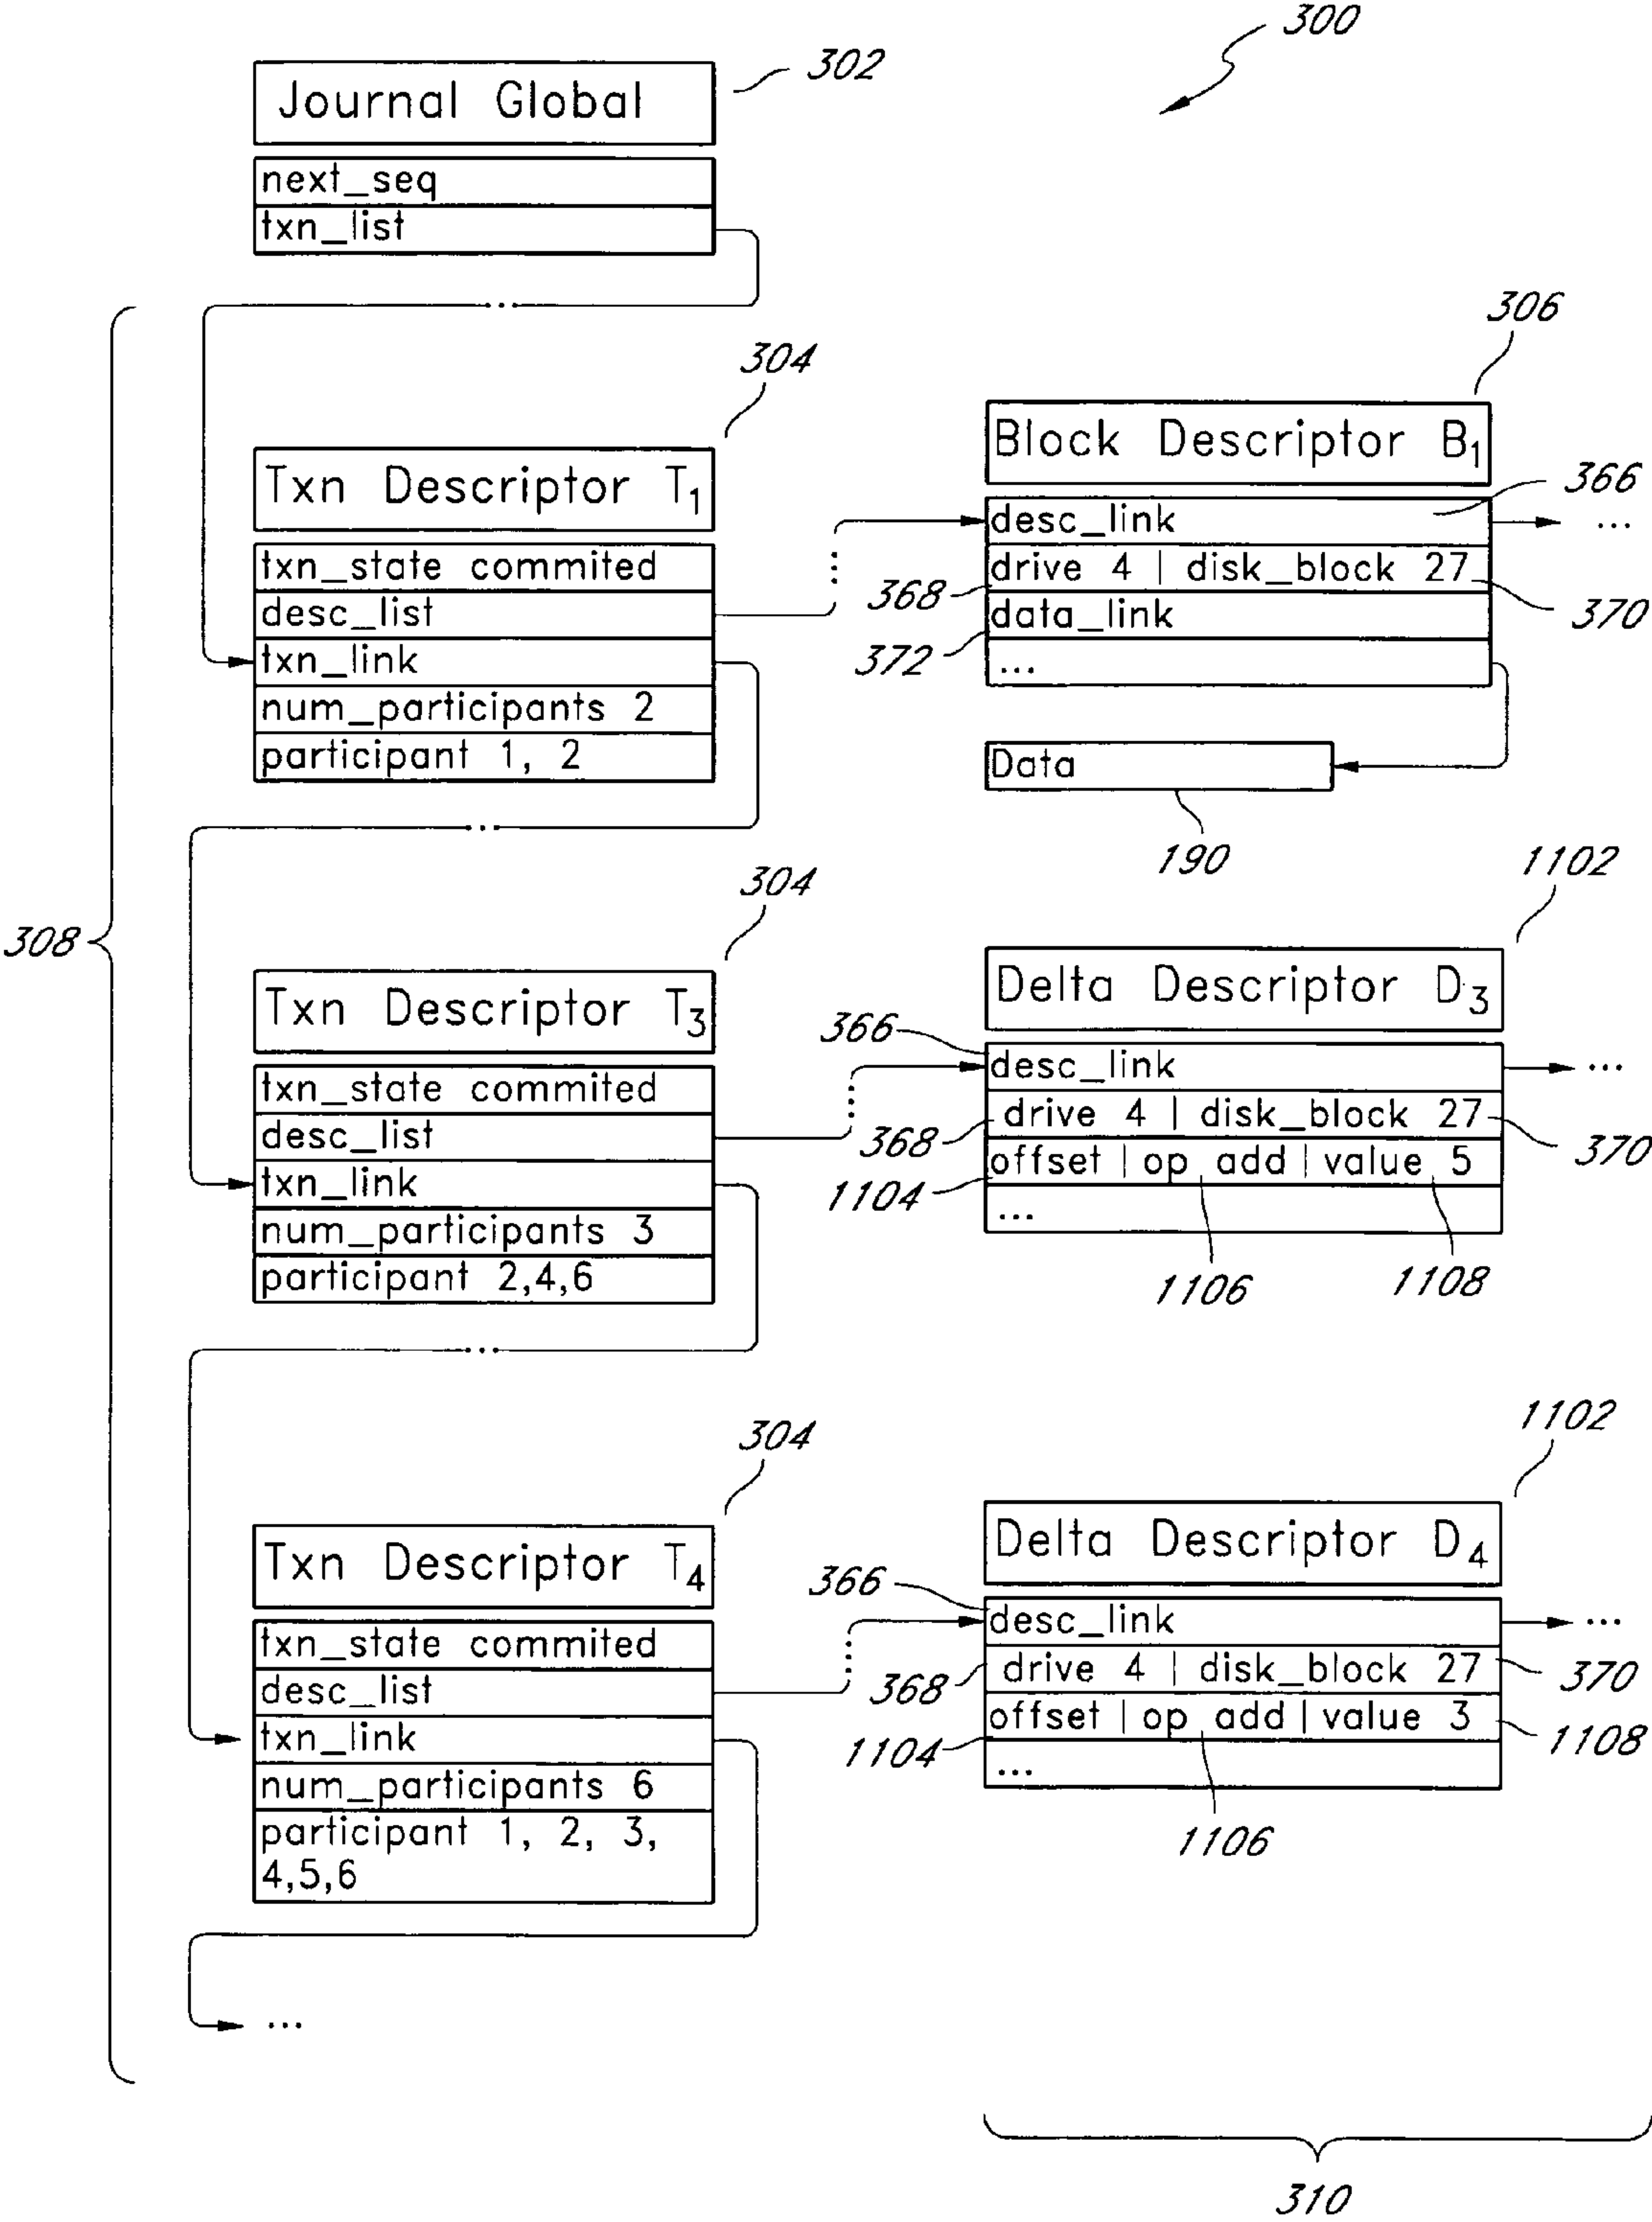 300
302
Journal Global
next_seq
txn_list
...
308
304
Txn Descriptor T1
txn_state commited
desc_list
txn_link
num_participants 2
participant 1, 2
...
306
Block Descriptor B1
366
desc_link
...
368
drive 4 | disk_block 27
370
data_link
372
...
Data
190
304
Txn Descriptor T3
txn_state commited
desc_list
txn_link
num_participants 3
participant 2,4,6
...
1102
Delta Descriptor D3
366
desc_link
...
368
drive 4 | disk_block 27
370
offset | op add | value 5
1104
...
1106
1108
304
Txn Descriptor T4
txn_state commited
desc_list
txn_link
num_participants 6
participant 1, 2, 3,
4,5,6
...
1102
Delta Descriptor D4
366
desc_link
...
368
drive 4 | disk_block 27
370
offset | op add | value 3
1104
1108
...
1106
310